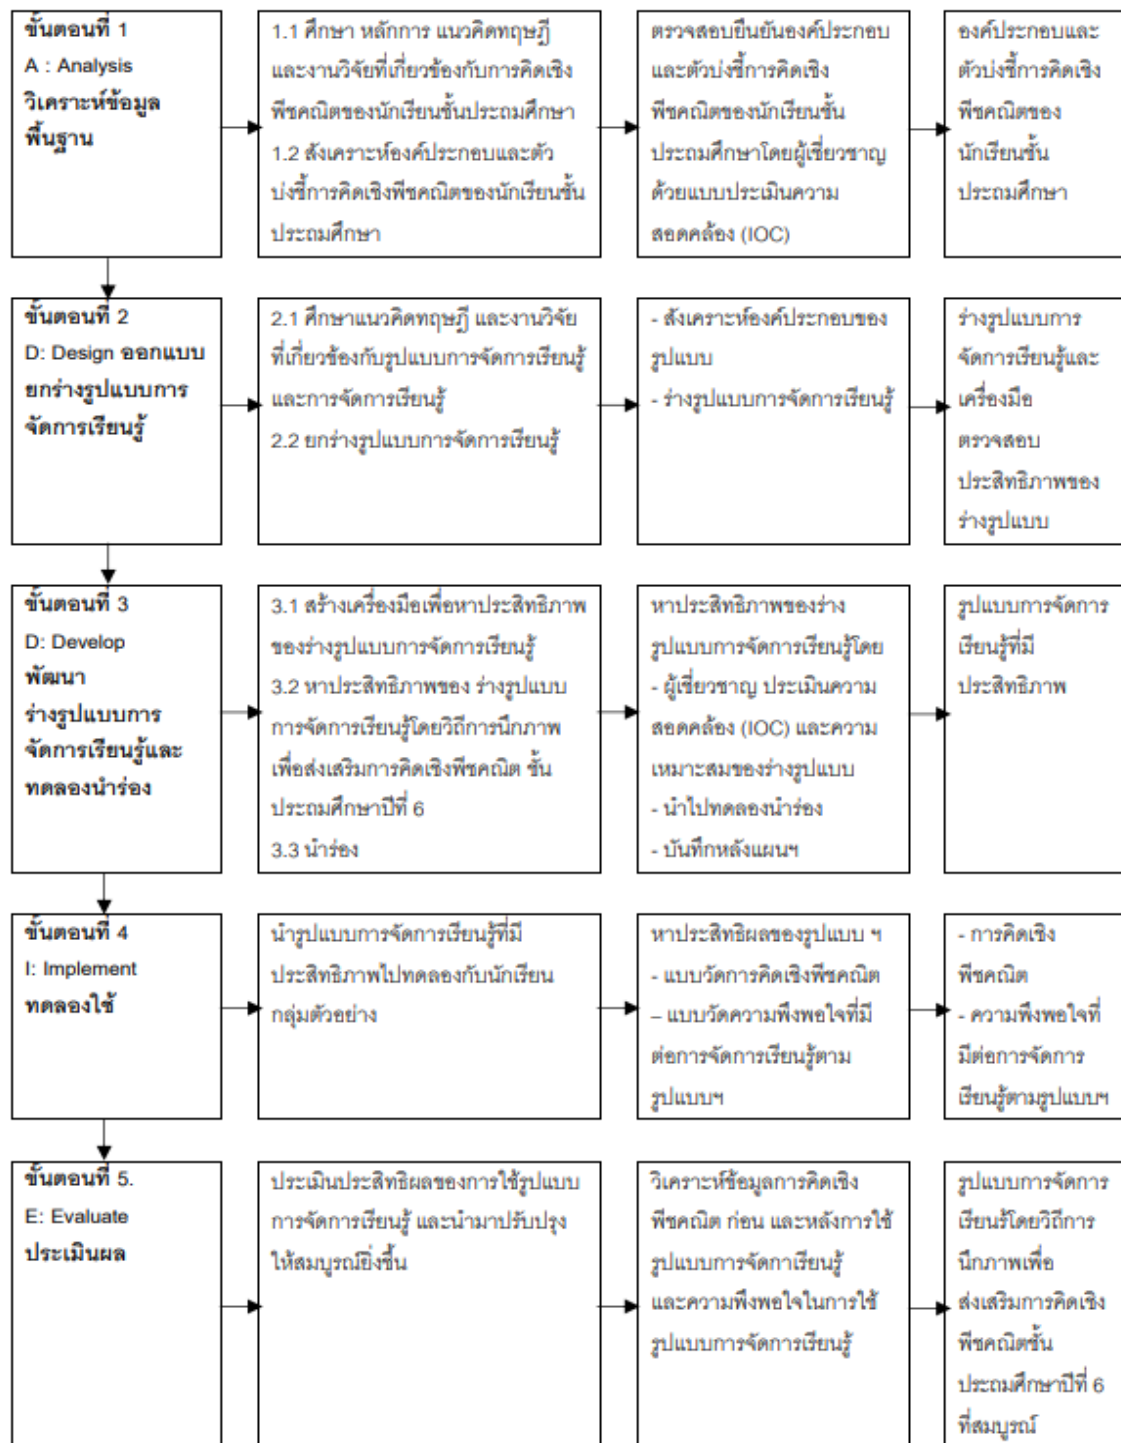 ขั้นตอนที่ 1
A : Analysis
วิเคราะห์ข้อมูล
พื้นฐาน
1.1 ศึกษา หลักการ แนวคิดทฤษฎี
และงานวิจัยที่เกี่ยวข้องกับการคิดเชิง
พีชคณิตของนักเรียนชั้นประถมศึกษา
1.2 สังเคราะห์องค์ประกอบและตัว
บ่งชี้การคิดเชิงพีชคณิตของนักเรียนชั้น
ประถมศึกษา
ตรวจสอบยืนยันองค์ประกอบ
และตัวบ่งชี้การคิดเชิง
พีชคณิตของนักเรียนชั้น
ประถมศึกษาโดยผู้เชี่ยวชาญ
ด้วยแบบประเมินความ
สอดคล้อง (IOC)
องค์ประกอบและ
ตัวบ่งชี้การคิดเชิง
พีชคณิตของ
นักเรียนชั้น
ประถมศึกษา
ขั้นตอนที่ 2
D: Design ออกแบบ
ยกร่างรูปแบบการ
จัดการเรียนรู้
2.1 ศึกษาแนวคิดทฤษฎี และงานวิจัย
ที่เกี่ยวข้องกับรูปแบบการจัดการเรียนรู้
และการจัดการเรียนรู้
2.2 ยกร่างรูปแบบการจัดการเรียนรู้
- สังเคราะห์องค์ประกอบของ
รูปแบบ
- ร่างรูปแบบการจัดการเรียนรู้
ร่างรูปแบบการ
จัดการเรียนรู้และ
เครื่องมือ
ตรวจสอบ
ประสิทธิภาพของ
ร่างรูปแบบ
ขั้นตอนที่ 3
D: Develop
พัฒนา
ร่างรูปแบบการ
จัดการเรียนรู้และ
ทดลองนำร่อง
3.1 สร้างเครื่องมือเพื่อหาประสิทธิภาพ
ของร่างรูปแบบการจัดการเรียนรู้
3.2 หาประสิทธิภาพของ ร่างรูปแบบ
การจัดการเรียนรู้โดยวิถีการนึกภาพ
เพื่อส่งเสริมการคิดเชิงพีชคณิต ชั้น
ประถมศึกษาปีที่ 6
3.3 นำร่อง
หาประสิทธิภาพของร่าง
รูปแบบการจัดการเรียนรู้โดย
- ผู้เชี่ยวชาญ ประเมินความ
สอดคล้อง (IOC) และความ
เหมาะสมของร่างรูปแบบ
- นำไปทดลองนำร่อง
- บันทึกหลังแผนฯ
รูปแบบการจัดการ
เรียนรู้ที่มี
ประสิทธิภาพ
ขั้นตอนที่ 4
I: Implement
ทดลองใช้
นำรูปแบบการจัดการเรียนรู้ที่มี
ประสิทธิภาพไปทดลองกับนักเรียน
กลุ่มตัวอย่าง
หาประสิทธิผลของรูปแบบ ฯ
- แบบวัดการคิดเชิงพีชคณิต
– แบบวัดความพึงพอใจที่มี
ต่อการจัดการเรียนรู้ตาม
รูปแบบฯ
- การคิดเชิง
พีชคณิต
- ความพึงพอใจที่
มีต่อการจัดการ
เรียนรู้ตามรูปแบบฯ
ขั้นตอนที่ 5.
E: Evaluate
ประเมินผล
ประเมินประสิทธิผลของการใช้รูปแบบ
การจัดการเรียนรู้ และนำมาปรับปรุง
ให้สมบูรณ์ยิ่งขึ้น
วิเคราะห์ข้อมูลการคิดเชิง
พีชคณิต ก่อน และหลังการใช้
รูปแบบการจัดกาเรียนรู้
และความพึงพอใจในการใช้
รูปแบบการจัดการเรียนรู้
รูปแบบการจัดการ
เรียนรู้โดยวิถีการ
นึกภาพเพื่อ
ส่งเสริมการคิดเชิง
พีชคณิตชั้น
ประถมศึกษาปีที่ 6
ที่สมบูรณ์